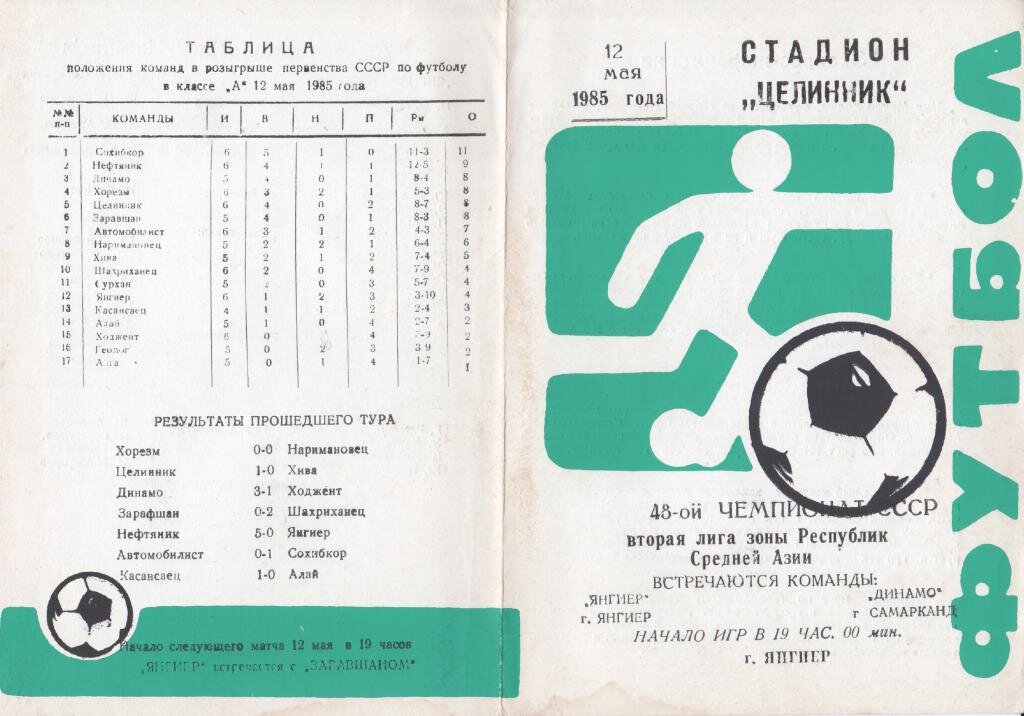 ТАБЛИЦА
положения команд в розыгрыше первенства СССР по футболу
в классе „А“ 12 мая 1985 года
№№ п-п КОМАНДЫ И В Н П Рм О
1 Сохибкор 6 5 1 0 11-3 11
2 Нефтяник 6 4 1 1 12-5 9
3 Динамо 5 4 0 1 8-4 8
4 Хорезм 6 3 2 1 5-3 8
5 Целинник 6 4 0 2 8-7 8
6 Заравшан 5 4 0 1 8-3 8
7 Автомобилист 6 3 1 2 4-3 7
8 Наримановец 5 2 2 1 6-4 6
9 Хива 5 2 1 2 7-4 5
10 Шахриханец 6 2 0 4 7-9 4
11 Сурхан 5 2 0 3 5-7 4
12 Янгиер 6 1 2 3 3-10 4
13 Касансаец 4 1 1 2 2-4 3
14 Алай 5 1 0 4 2-7 2
15 Ходжент 6 0 4 -9 2
16 Геолог 5 0 2 3 3-9 2
17 5 0 1 4 1-7 1
РЕЗУЛЬТАТЫ ПРОШЕДШЕГО ТУРА
Хорезм 0-0 Наримановец
Целинник 1-0 Хива
Динамо 3-1 Ходжент
Зарафшан 0-2 Шахриханец
Нефтяник 5-0 Янгиер
Автомобилист 0-1 Сохибкор
Касансаец 1-0 Алай
Начало следующего матча 12 мая в 19 часов
„ЯНГИЕР“ встречается с „ЗАРАВШАНОМ“
12
мая
1985 года
СТАДИОН
„ЦЕЛИННИК“
ФУТБОЛ
48-ой ЧЕМПИОНАТ СССР
вторая лига зоны Республик
Средней Азии
ВСТРЕЧАЮТСЯ КОМАНДЫ:
„ЯНГИЕР“ „ДИНАМО“
г. ЯНГИЕР г САМАРКАНД
НАЧАЛО ИГР В 19 ЧАС. 00 мин.
г. ЯНГИЕР